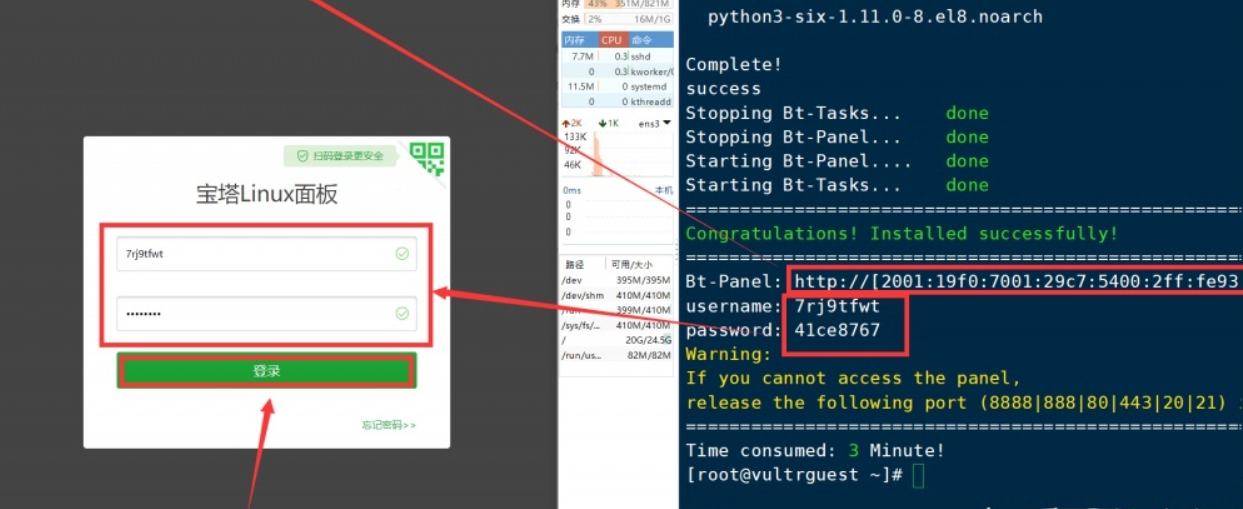 扫码登录更安全
宝塔Linux面板
7rj9tfwt
••••••••
登录
忘记密码>>
内存 43% 351M/821M
交换 2% 16M/1G
内存 CPU 命令
7.7M 0.3 sshd
0 0.3 kworker/0
11.5M 0 systemd
0 0 kthreadd
2K 1K ens3
133K
92K
46K
0ms 本机
0
0
0
路径 可用/大小
/dev 395M/395M
/dev/shm 410M/410M
/run 399M/410M
/sys/fs/... 410M/410M
/ 20G/24.5G
/run/us... 82M/82M
python3-six-1.11.0-8.el8.noarch
Complete!
success
Stopping Bt-Tasks... done
Stopping Bt-Panel... done
Starting Bt-Panel.... done
Starting Bt-Tasks... done
==================================================
Congratulations! Installed successfully!
==================================================
Bt-Panel: http://[2001:19f0:7001:29c7:5400:2ff:fe93
username: 7rj9tfwt
password: 41ce8767
Warning:
If you cannot access the panel,
release the following port (8888|888|80|443|20|21)
==================================================
Time consumed: 3 Minute!
[root@vultrguest ~]#